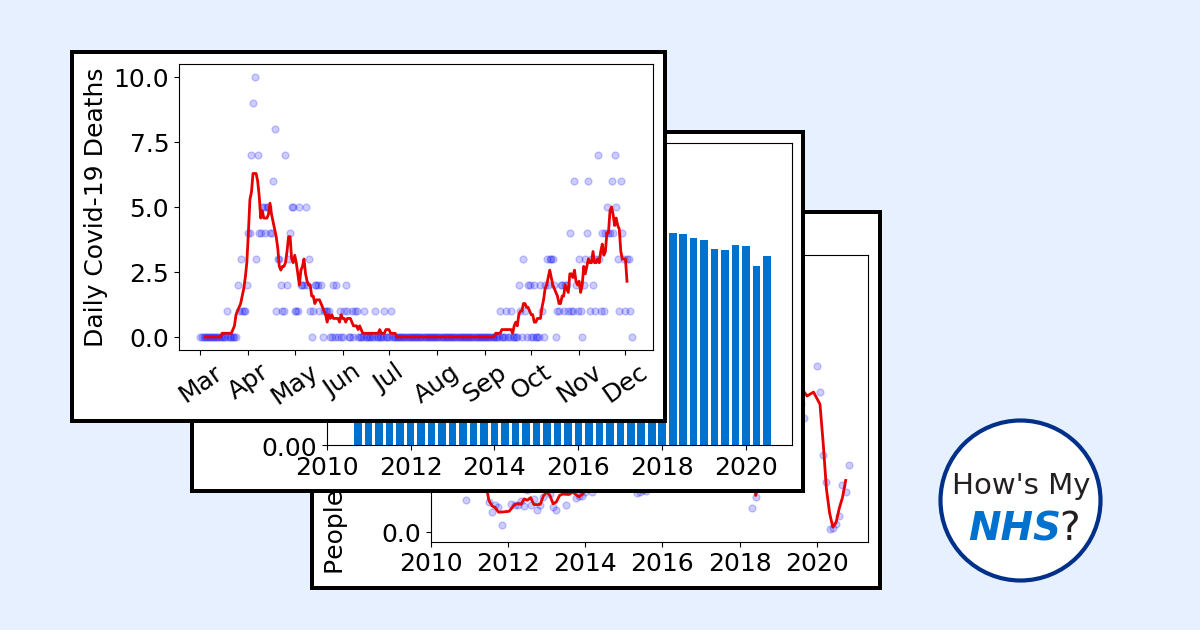 Daily Covid-19 Deaths
10.0
7.5
5.0
2.5
0.0
Mar Apr May Jun Jul Aug Sep Oct Nov Dec
0.00
2010 2012 2014 2016 2018 2020
People
0.0
2010 2012 2014 2016 2018 2020
How's My
NHS?